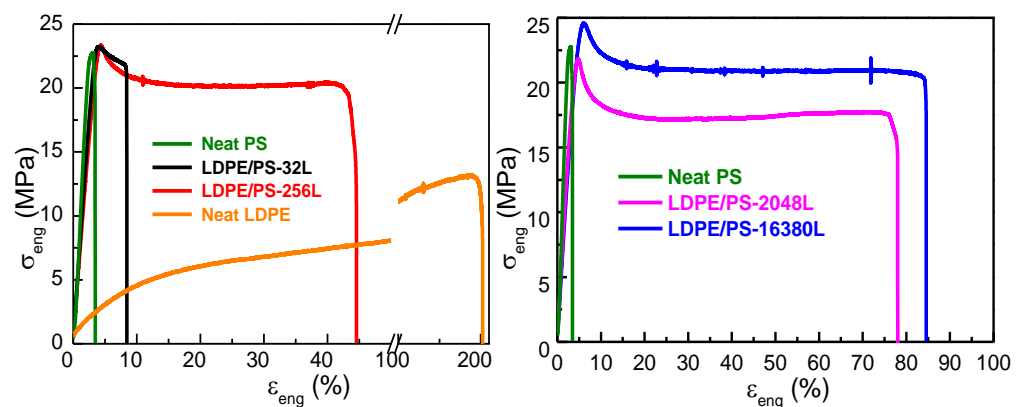 25
20
15
10
5
0
σeng (MPa)
Neat PS
LDPE/PS-32L
LDPE/PS-256L
Neat LDPE
0 10 20 30 40 200
εeng (%)
25
20
15
10
5
0
σeng (MPa)
Neat PS
LDPE/PS-2048L
LDPE/PS-16380L
0 10 20 30 40 50 60 70 80 90 100
εeng (%)